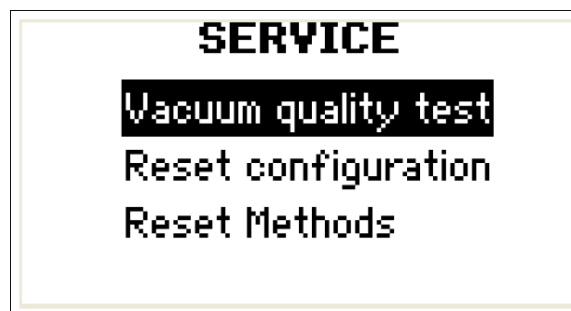 SERVICE
Vacuum quality test
Reset configuration
Reset Methods